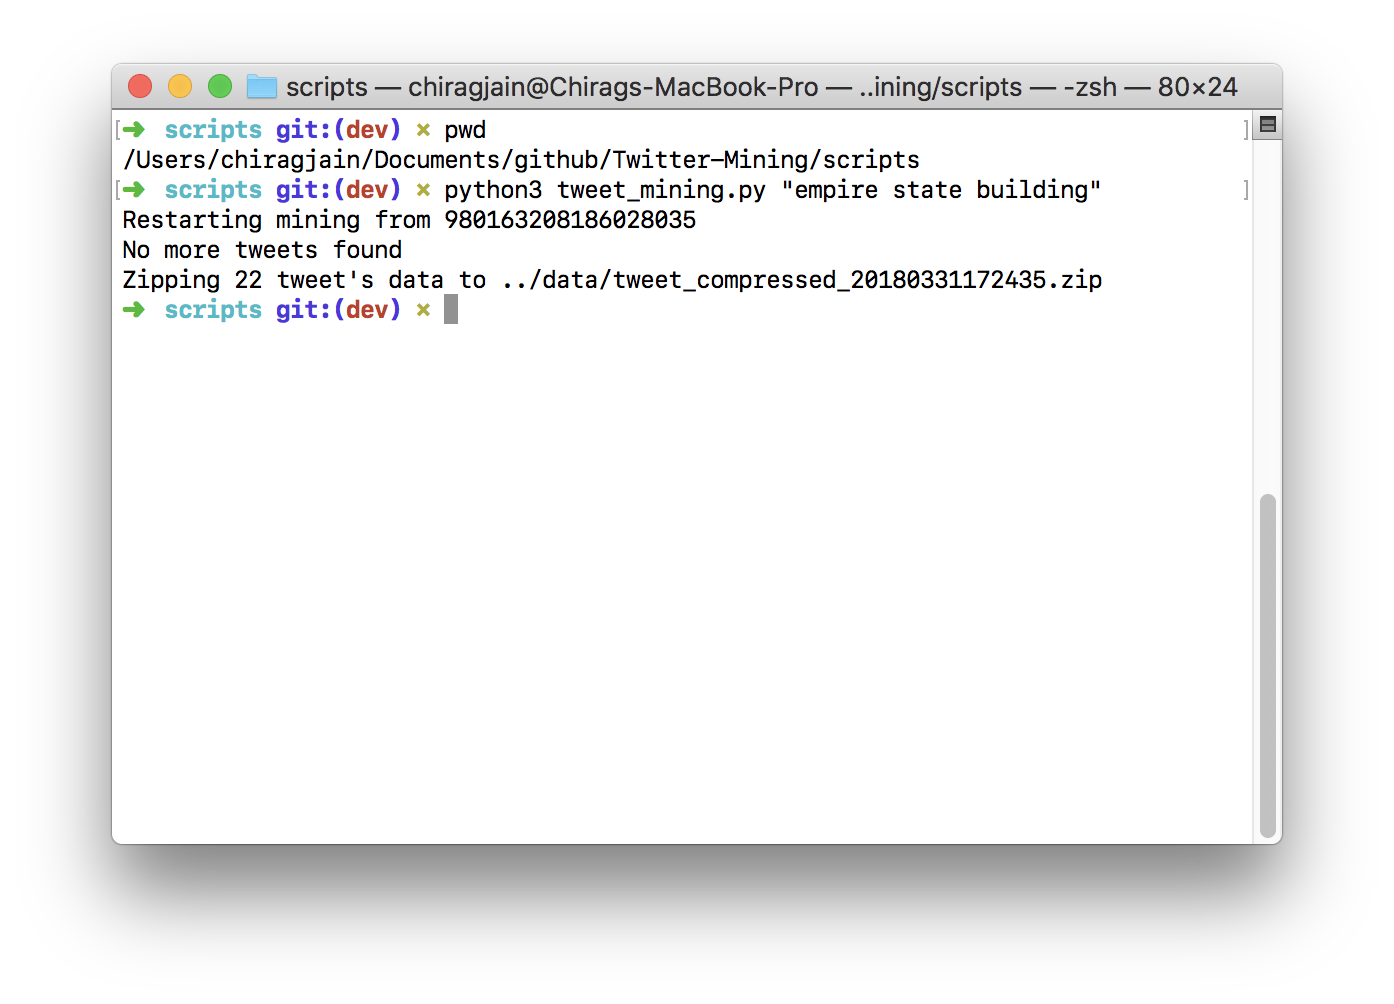 scripts — chiragjain@Chirags-MacBook-Pro — ..ining/scripts — -zsh — 80×24
[➜ scripts git:(dev) × pwd ]
/Users/chiragjain/Documents/github/Twitter-Mining/scripts
[➜ scripts git:(dev) × python3 tweet_mining.py "empire state building" ]
Restarting mining from 980163208186028035
No more tweets found
Zipping 22 tweet's data to ../data/tweet_compressed_20180331172435.zip
➜ scripts git:(dev) ×